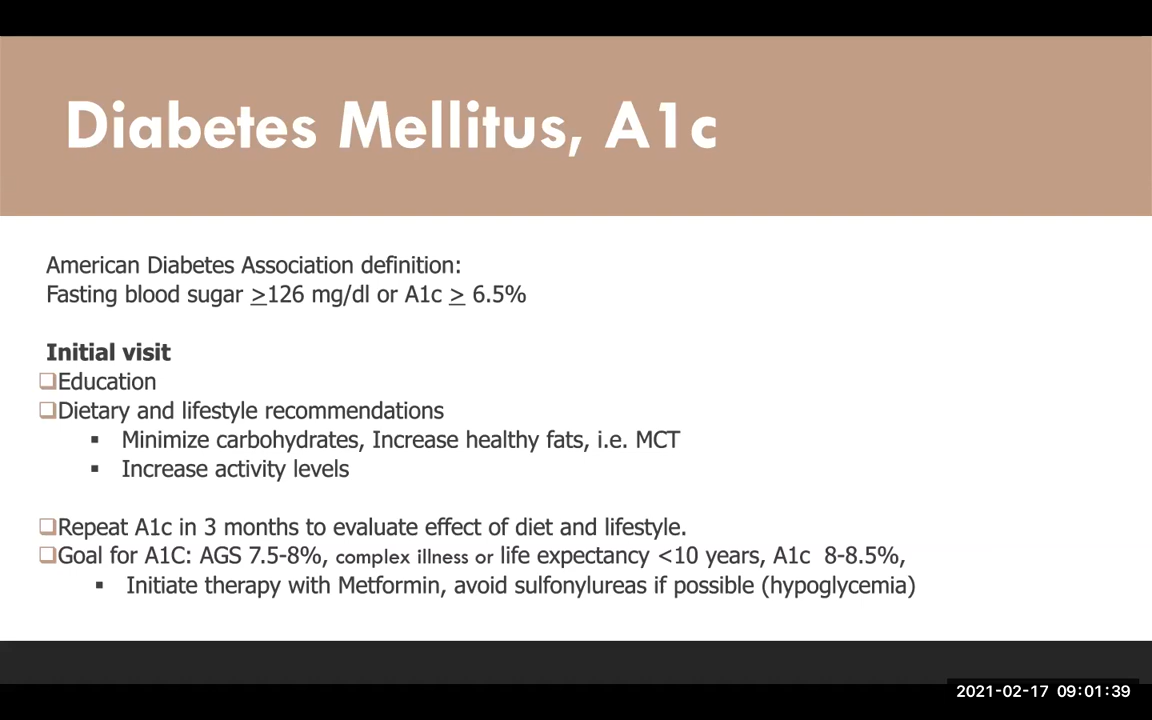 Diabetes Mellitus, A1c
American Diabetes Association definition:
Fasting blood sugar ≥126 mg/dl or A1c ≥ 6.5%
Initial visit
❑Education
❑Dietary and lifestyle recommendations
▪ Minimize carbohydrates, Increase healthy fats, i.e. MCT
▪ Increase activity levels
❑Repeat A1c in 3 months to evaluate effect of diet and lifestyle.
❑Goal for A1C: AGS 7.5-8%, complex illness or life expectancy <10 years, A1c 8-8.5%,
▪ Initiate therapy with Metformin, avoid sulfonylureas if possible (hypoglycemia)
2021-02-17 09:01:39